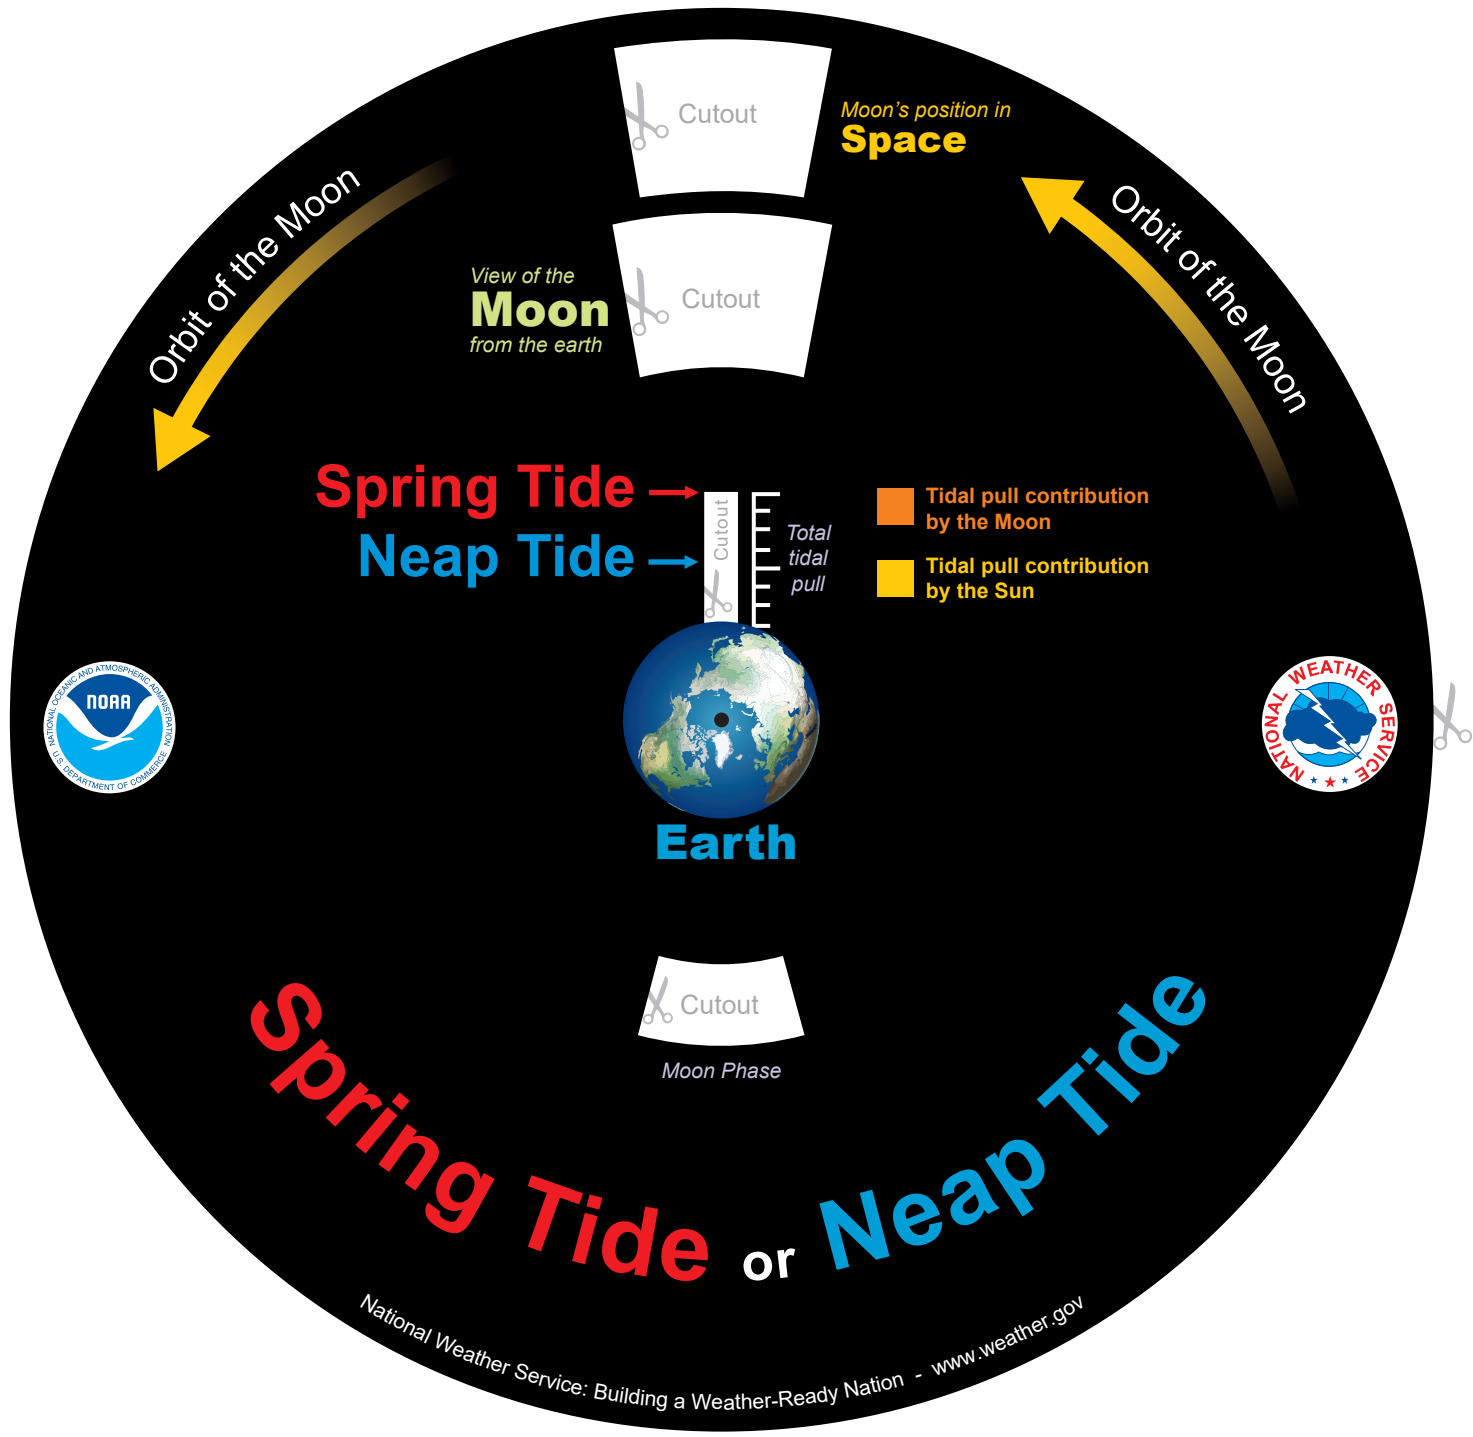 Cutout
Moon's position in
Space
Orbit of the Moon
Orbit of the Moon
View of the
Moon
from the earth
Cutout
Spring Tide
Neap Tide
Cutout
Total
tidal
pull
Tidal pull contribution
by the Moon
Tidal pull contribution
by the Sun
NATIONAL OCEANIC AND ATMOSPHERIC ADMINISTRATION
NOAA
U.S. DEPARTMENT OF COMMERCE
NATIONAL WEATHER SERVICE
Earth
Cutout
Moon Phase
Spring Tide or Neap Tide
National Weather Service: Building a Weather-Ready Nation - www.weather.gov